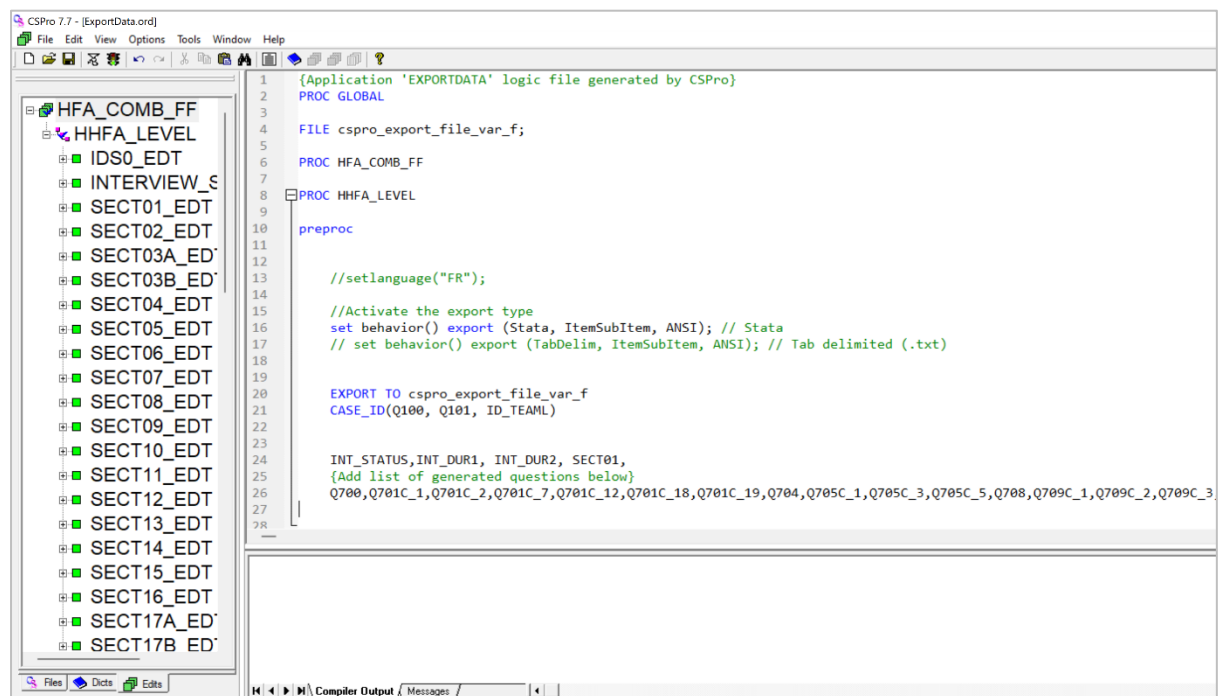 CSPro 7.7 - [ExportData.ord]
File Edit View Options Tools Window Help
HFA_COMB_FF
HHFA_LEVEL
IDS0_EDT
INTERVIEW_S
SECT01_EDT
SECT02_EDT
SECT03A_EDT
SECT03B_EDT
SECT04_EDT
SECT05_EDT
SECT06_EDT
SECT07_EDT
SECT08_EDT
SECT09_EDT
SECT10_EDT
SECT11_EDT
SECT12_EDT
SECT13_EDT
SECT14_EDT
SECT15_EDT
SECT16_EDT
SECT17A_EDT
SECT17B_EDT
Files Dicts Edits
1 {Application 'EXPORTDATA' logic file generated by CSPro}
2 PROC GLOBAL
3
4 FILE cspro_export_file_var_f;
5
6 PROC HFA_COMB_FF
7
8 PROC HHFA_LEVEL
9
10 preproc
11
12
13 //setlanguage("FR");
14
15 //Activate the export type
16 set behavior() export (Stata, ItemSubItem, ANSI); // Stata
17 // set behavior() export (TabDelim, ItemSubItem, ANSI); // Tab delimited (.txt)
18
19
20 EXPORT TO cspro_export_file_var_f
21 CASE_ID(Q100, Q101, ID_TEAML)
22
23
24 INT_STATUS,INT_DUR1, INT_DUR2, SECT01,
25 {Add list of generated questions below}
26 Q700,Q701C_1,Q701C_2,Q701C_7,Q701C_12,Q701C_18,Q701C_19,Q704,Q705C_1,Q705C_3,Q705C_5,Q708,Q709C_1,Q709C_2,Q709C_3,
27
28
Compiler Output Messages